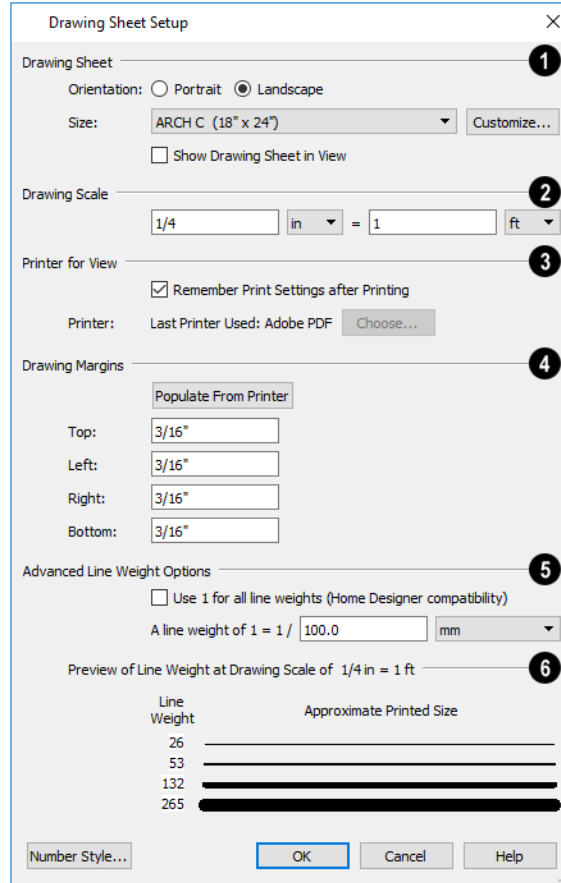 Drawing Sheet Setup
Drawing Sheet 1
Orientation: Portrait Landscape
Size: ARCH C (18" x 24") Customize...
Show Drawing Sheet in View
Drawing Scale 2
1/4 in = 1 ft
Printer for View 3
Remember Print Settings after Printing
Printer: Last Printer Used: Adobe PDF Choose...
Drawing Margins 4
Populate From Printer
Top: 3/16"
Left: 3/16"
Right: 3/16"
Bottom: 3/16"
Advanced Line Weight Options 5
Use 1 for all line weights (Home Designer compatibility)
A line weight of 1 = 1 / 100.0 mm
Preview of Line Weight at Drawing Scale of 1/4 in = 1 ft 6
Line
Weight Approximate Printed Size
26
53
132
265
Number Style... OK Cancel Help